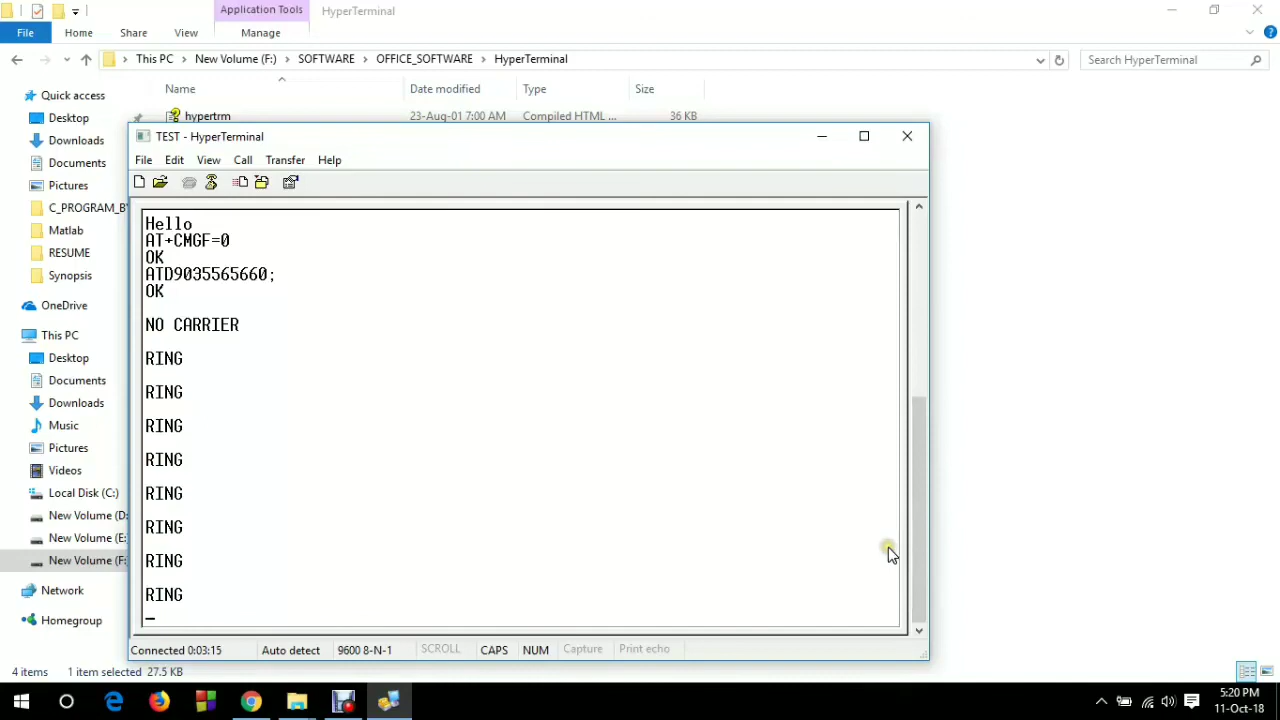 Application Tools
HyperTerminal
File
Home
Share
View
Manage
This PC
New Volume (F:)
SOFTWARE
OFFICE_SOFTWARE
HyperTerminal
Search HyperTerminal
Name
Date modified
Type
Size
hypertrm
23-Aug-01 7:00 AM
Compiled HTML ...
36 KB
Quick access
Desktop
Downloads
Documents
Pictures
C_PROGRAM_BY
Matlab
RESUME
Synopsis
OneDrive
This PC
Desktop
Documents
Downloads
Music
Pictures
Videos
Local Disk (C:)
New Volume (D:
New Volume (E:
New Volume (F:
Network
Homegroup
4 items
1 item selected 27.5 KB
TEST - HyperTerminal
File Edit View Call Transfer Help
Hello
AT+CMGF=0
OK
ATD9035565660;
OK
NO CARRIER
RING
RING
RING
RING
RING
RING
RING
RING
Connected 0:03:15
Auto detect
9600 8-N-1
SCROLL
CAPS
NUM
Capture
Print echo
5:20 PM
11-Oct-18